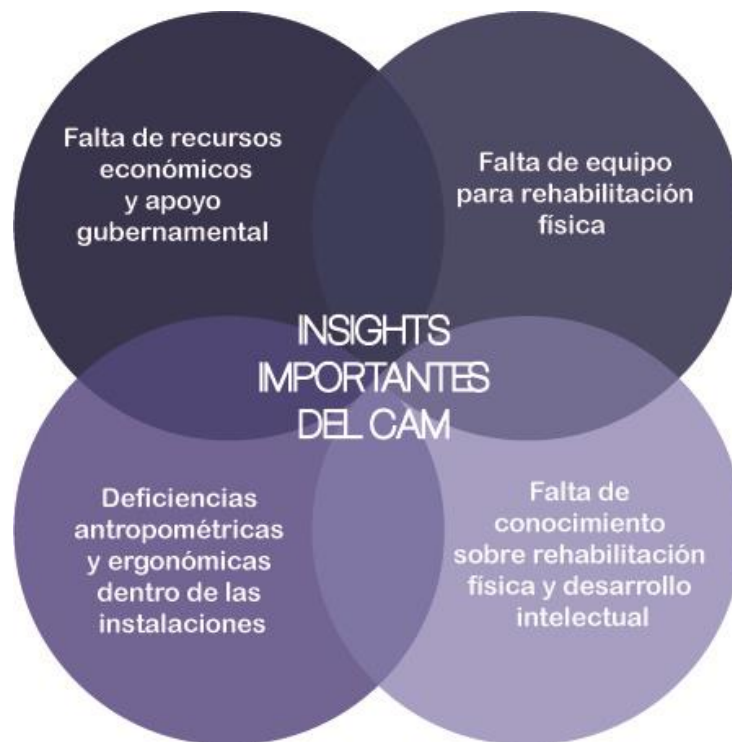 Falta de recursos
económicos
y apoyo
gubernamental
Falta de equipo
para rehabilitación
física
INSIGHTS
IMPORTANTES
DEL CAM
Deficiencias
antropométricas
y ergonómicas
dentro de las
instalaciones
Falta de
conocimiento
sobre rehabilitación
física y desarrollo
intelectual